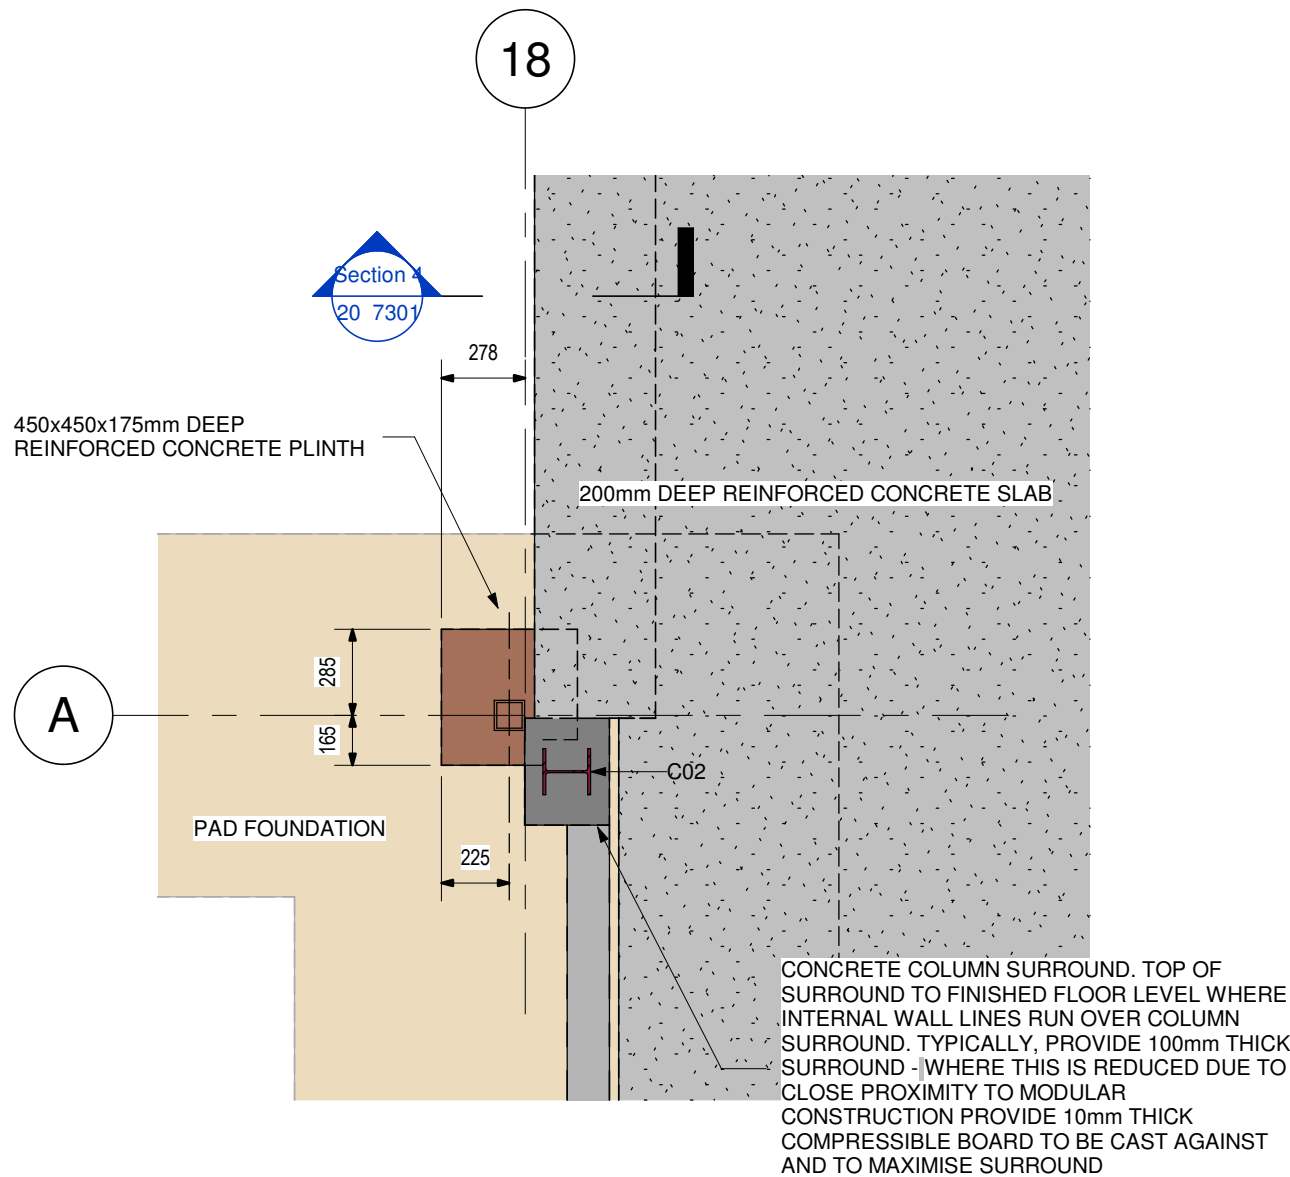 18
Section 4
20 7301
278
450x450x175mm DEEP
REINFORCED CONCRETE PLINTH
200mm DEEP REINFORCED CONCRETE SLAB
285
A
165
C02
PAD FOUNDATION
225
CONCRETE COLUMN SURROUND. TOP OF
SURROUND TO FINISHED FLOOR LEVEL WHERE
INTERNAL WALL LINES RUN OVER COLUMN
SURROUND. TYPICALLY, PROVIDE 100mm THICK
SURROUND - WHERE THIS IS REDUCED DUE TO
CLOSE PROXIMITY TO MODULAR
CONSTRUCTION PROVIDE 10mm THICK
COMPRESSIBLE BOARD TO BE CAST AGAINST
AND TO MAXIMISE SURROUND